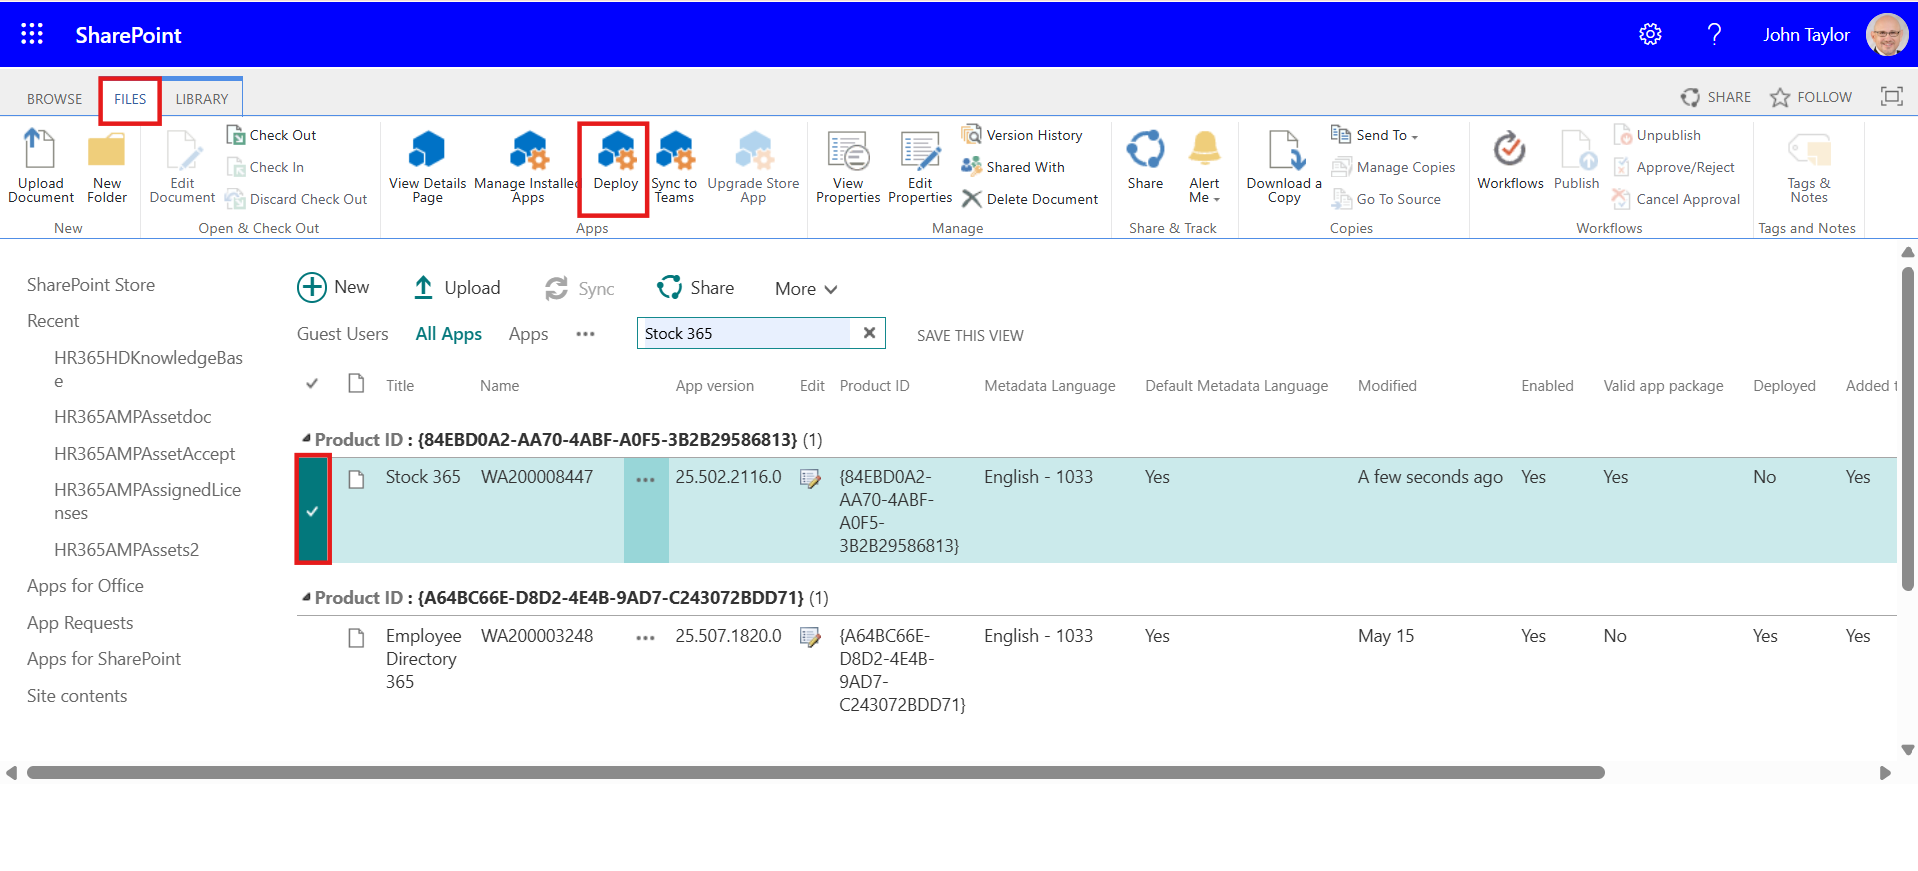 SharePoint
?
John Taylor
BROWSE
FILES
LIBRARY
SHARE
FOLLOW
Upload
Document
New
Folder
New
Edit
Document
Check Out
Check In
Discard Check Out
Open & Check Out
View Details
Page
Manage Installed
Apps
Deploy
Sync to
Teams
Upgrade Store
App
Apps
View
Properties
Edit
Properties
Version History
Shared With
Delete Document
Manage
Share
Alert
Me
Share & Track
Download a
Copy
Send To
Manage Copies
Go To Source
Copies
Workflows
Publish
Unpublish
Approve/Reject
Cancel Approval
Workflows
Tags &
Notes
Tags and Notes
SharePoint Store
Recent
HR365HDKnowledgeBas
e
HR365AMPAssetdoc
HR365AMPAssetAccept
HR365AMPAssignedLice
nses
HR365AMPAssets2
Apps for Office
App Requests
Apps for SharePoint
Site contents
New
Upload
Sync
Share
More
Guest Users
All Apps
Apps
Stock 365
SAVE THIS VIEW
Title
Name
App version
Edit
Product ID
Metadata Language
Default Metadata Language
Modified
Enabled
Valid app package
Deployed
Added t
Product ID : {84EBD0A2-AA70-4ABF-A0F5-3B2B29586813} (1)
Stock 365
WA200008447
25.502.2116.0
{84EBD0A2-
AA70-4ABF-
A0F5-
3B2B29586813}
English - 1033
Yes
A few seconds ago
Yes
Yes
No
Yes
Product ID : {A64BC66E-D8D2-4E4B-9AD7-C243072BDD71} (1)
Employee
Directory
365
WA200003248
25.507.1820.0
{A64BC66E-
D8D2-4E4B-
9AD7-
C243072BDD71}
English - 1033
Yes
May 15
Yes
No
Yes
Yes